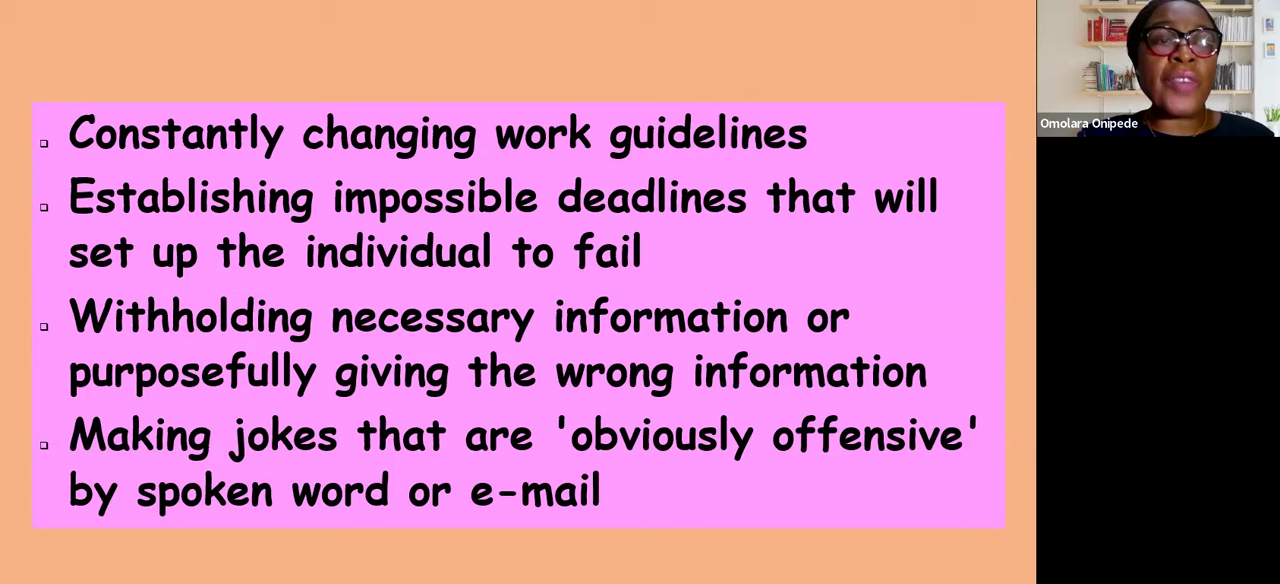 Constantly changing work guidelines
Establishing impossible deadlines that will
set up the individual to fail
Withholding necessary information or
purposefully giving the wrong information
Making jokes that are 'obviously offensive'
by spoken word or e-mail
Omolara Onipede